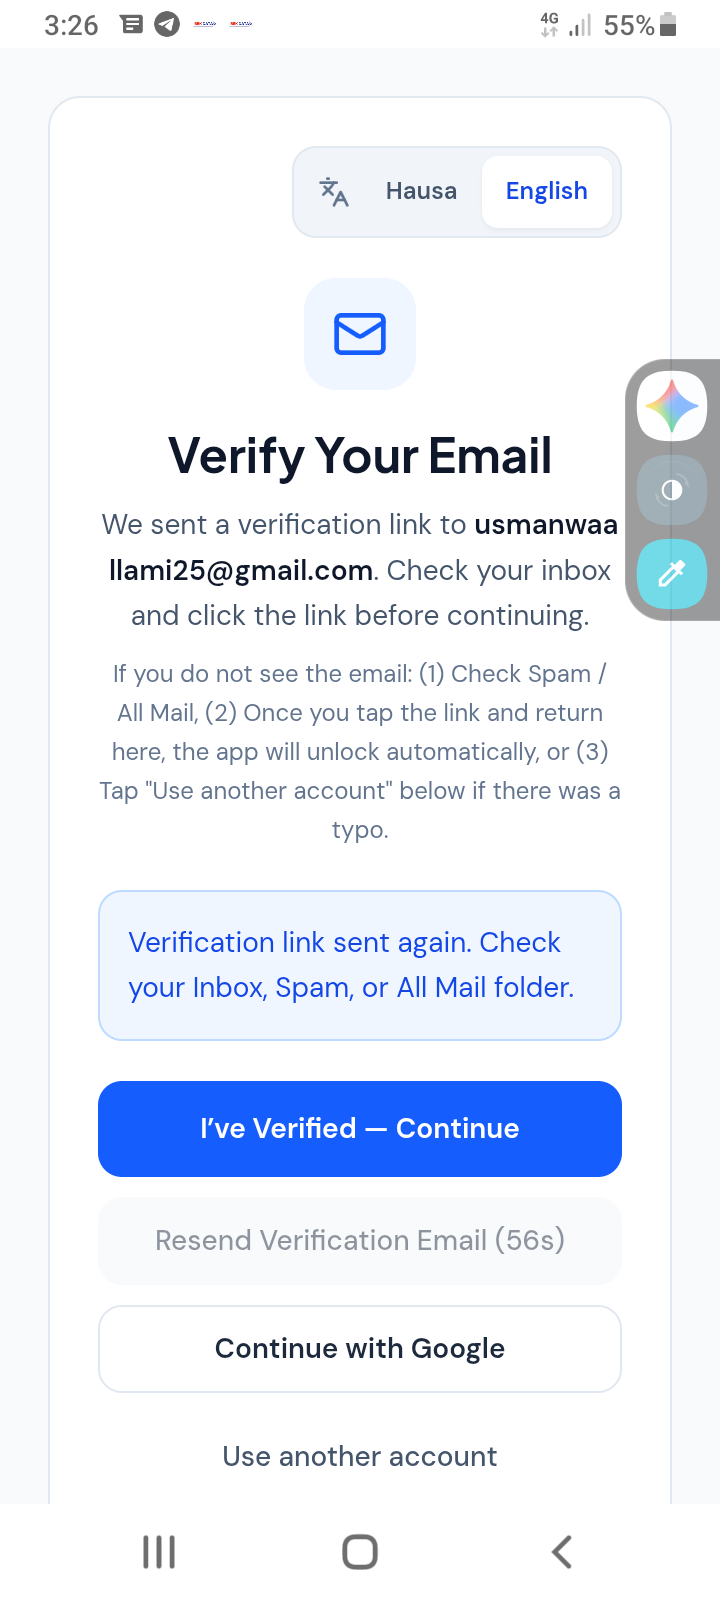 3:26
4G
55%
Hausa English
Verify Your Email
We sent a verification link to usmanwaa
llami25@gmail.com. Check your inbox
and click the link before continuing.
If you do not see the email: (1) Check Spam /
All Mail, (2) Once you tap the link and return
here, the app will unlock automatically, or (3)
Tap "Use another account" below if there was a
typo.
Verification link sent again. Check
your Inbox, Spam, or All Mail folder.
I’ve Verified — Continue
Resend Verification Email (56s)
Continue with Google
Use another account